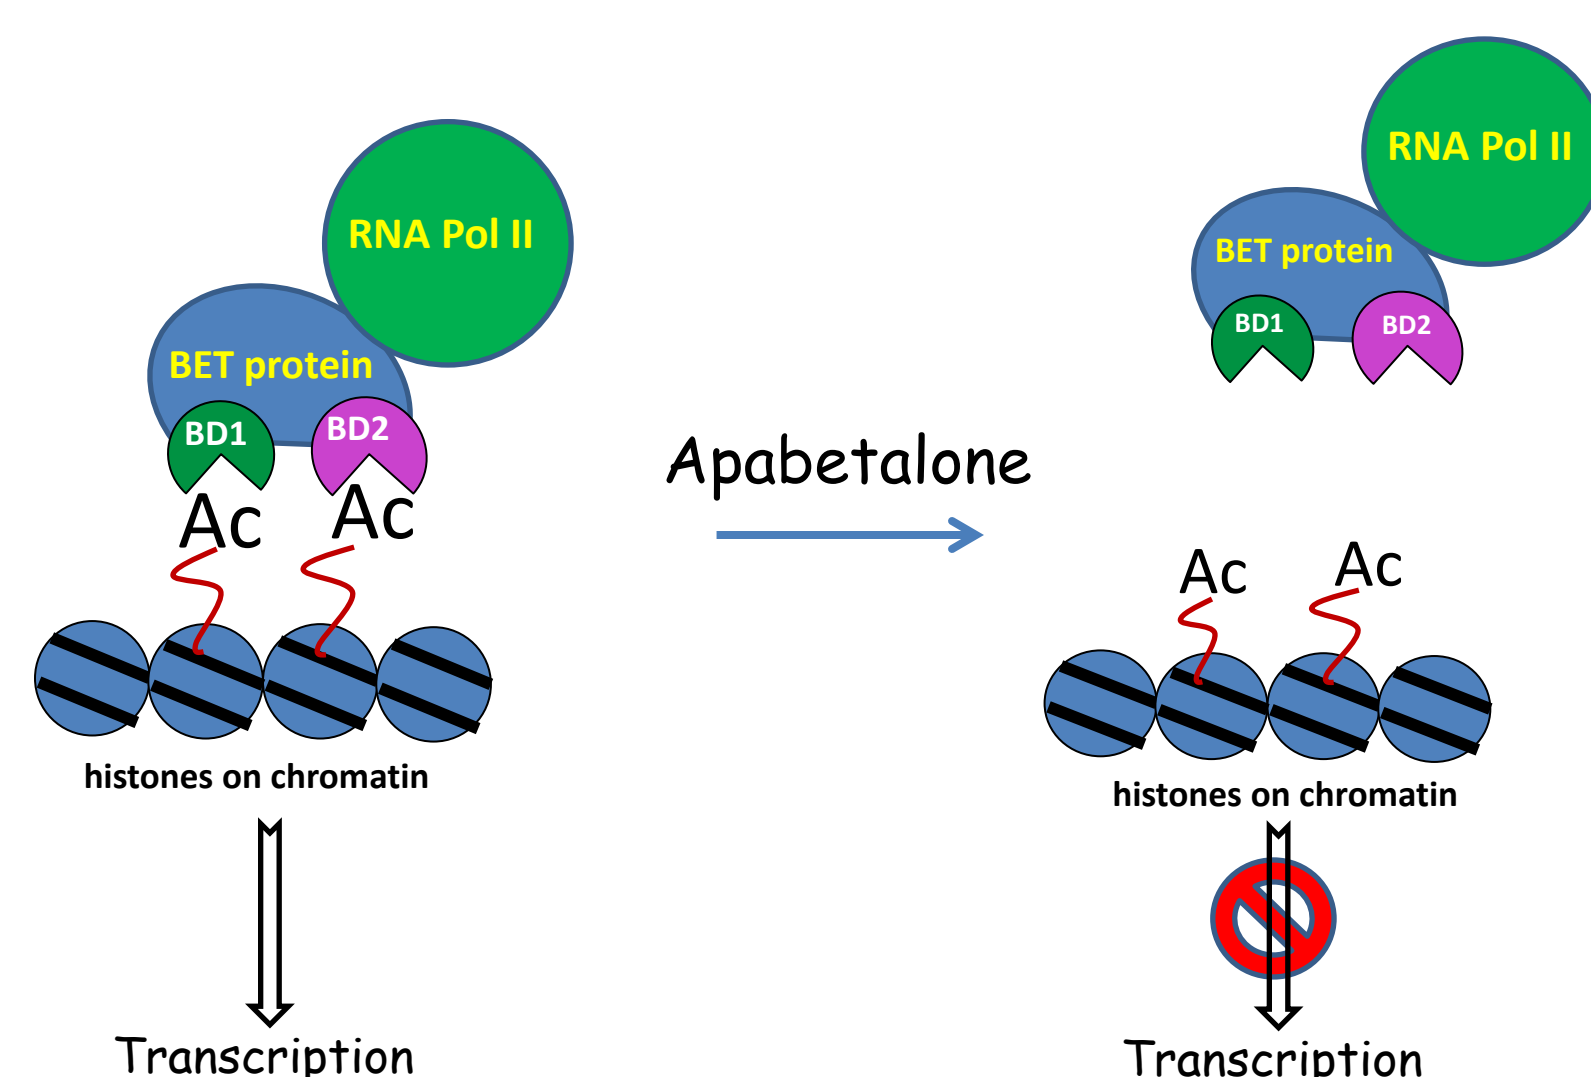 RNA Pol II
BET protein
BD1
BD2
Ac
Ac
histones on chromatin
Transcription
Apabetalone
RNA Pol II
BET protein
BD1
BD2
Ac
Ac
histones on chromatin
Transcription